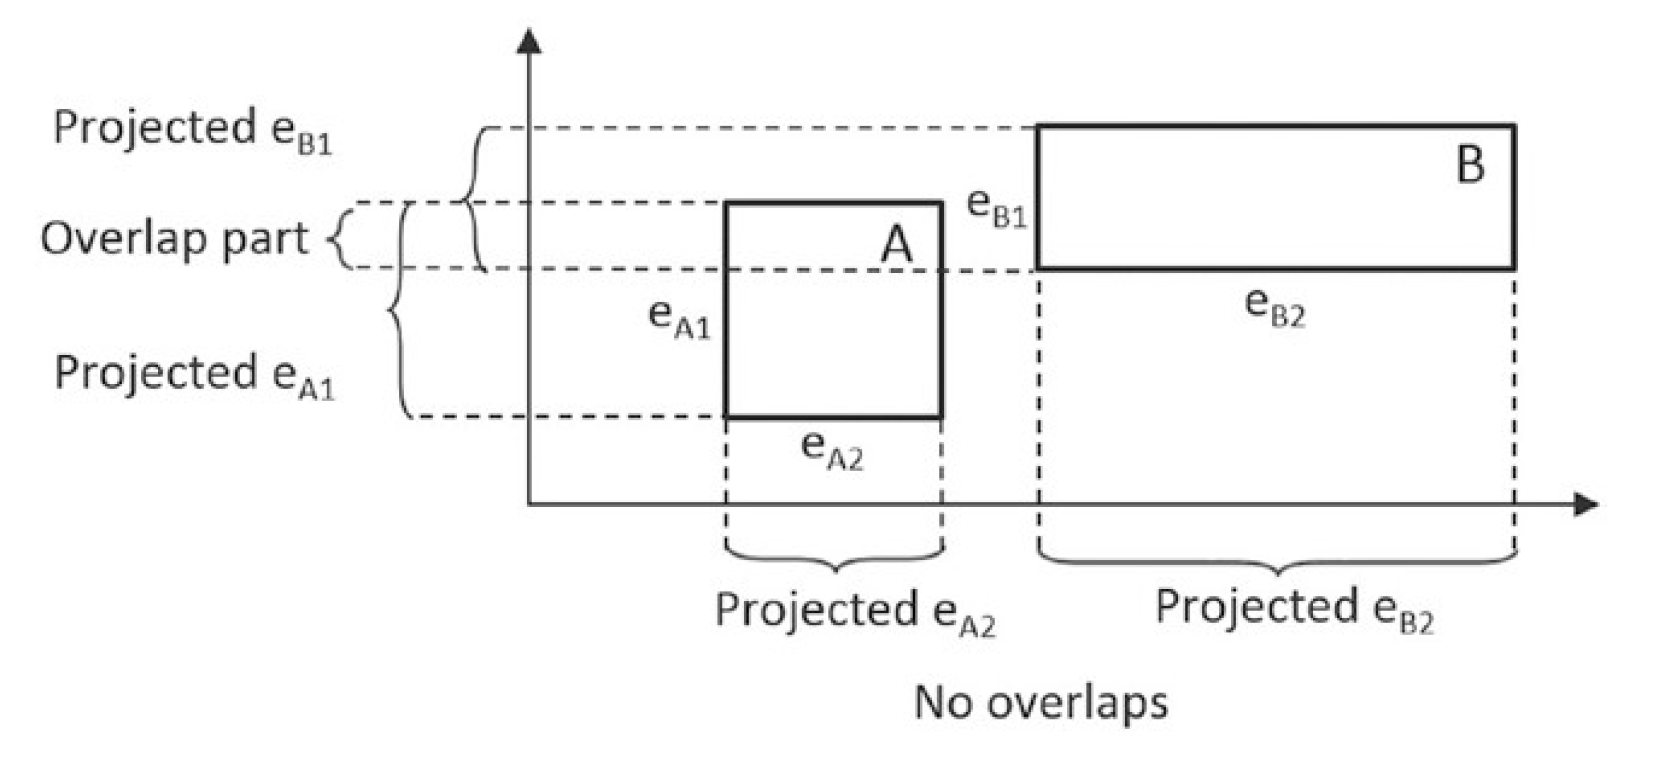 Projected eB1
Overlap part
Projected eA1
eB1
B
A
eA1
eB2
eA2
Projected eA2
Projected eB2
No overlaps